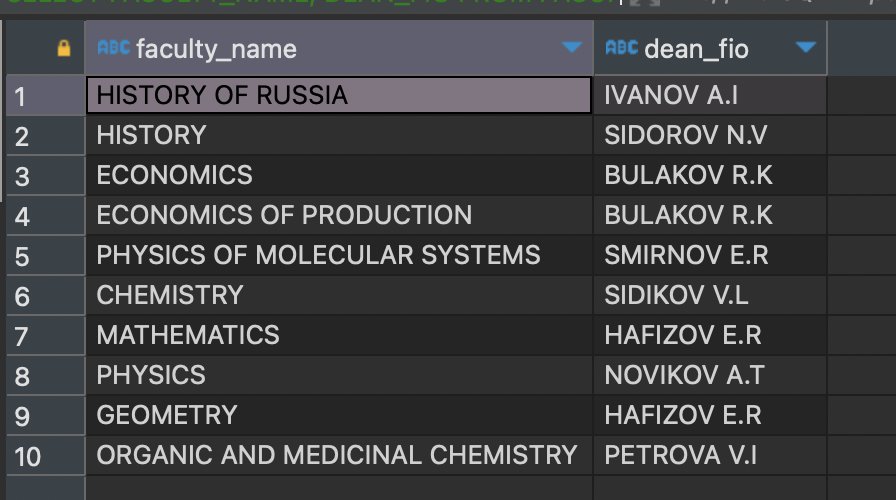 ABC faculty_name ABC dean_fio
1 HISTORY OF RUSSIA IVANOV A.I
2 HISTORY SIDOROV N.V
3 ECONOMICS BULAKOV R.K
4 ECONOMICS OF PRODUCTION BULAKOV R.K
5 PHYSICS OF MOLECULAR SYSTEMS SMIRNOV E.R
6 CHEMISTRY SIDIKOV V.L
7 MATHEMATICS HAFIZOV E.R
8 PHYSICS NOVIKOV A.T
9 GEOMETRY HAFIZOV E.R
10 ORGANIC AND MEDICINAL CHEMISTRY PETROVA V.I